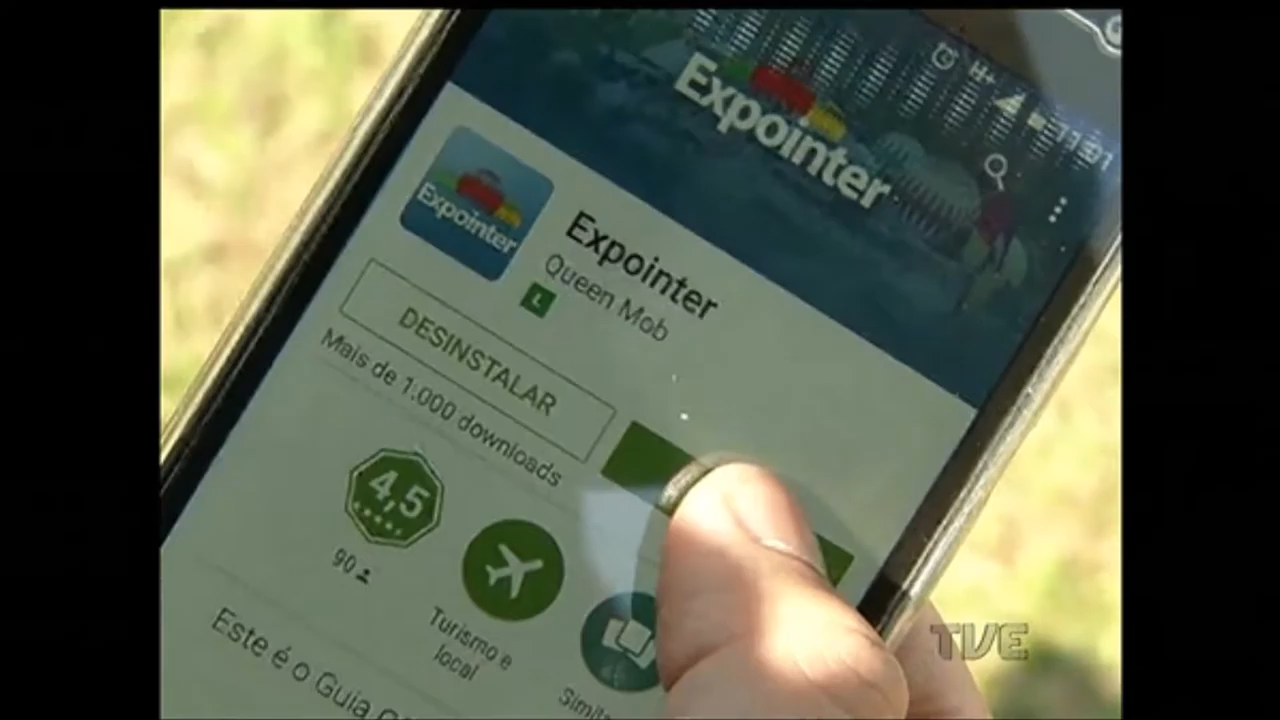 H+
Expointer
Expointer
Expointer
Queen Mob
L
DESINSTALAR
Mais de 1.000 downloads
4,5
90
Turismo e
local
Este é o Guia
TVE